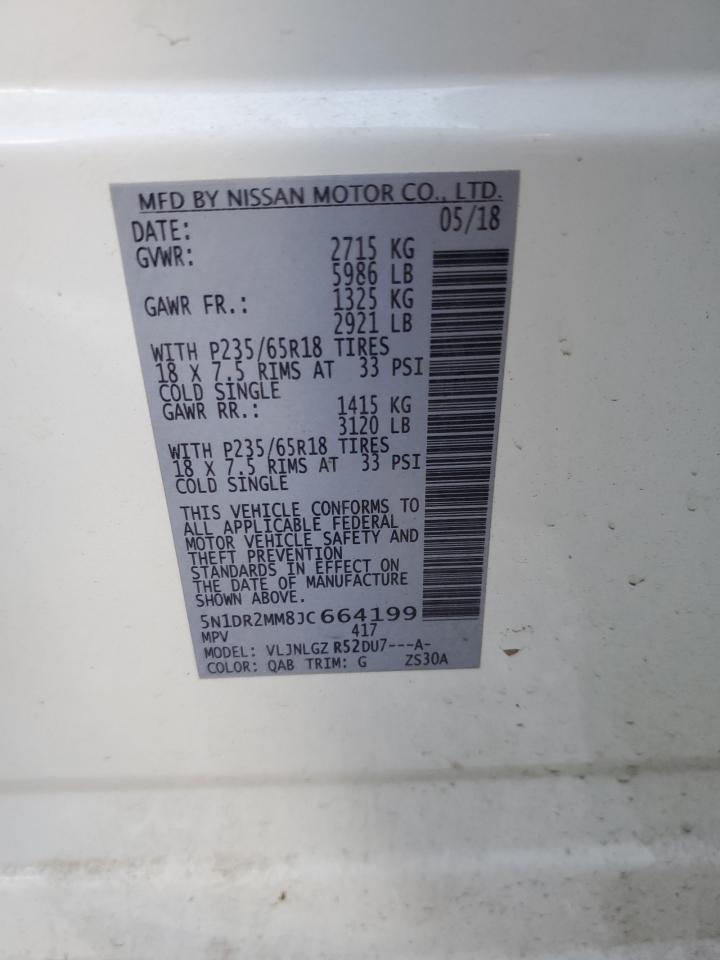 MFD BY NISSAN MOTOR CO., LTD.
DATE: 05/18
GVWR: 2715 KG
5986 LB
GAWR FR.: 1325 KG
2921 LB
WITH P235/65R18 TIRES
18 X 7.5 RIMS AT 33 PSI
COLD SINGLE
GAWR RR.: 1415 KG
3120 LB
WITH P235/65R18 TIRES
18 X 7.5 RIMS AT 33 PSI
COLD SINGLE
THIS VEHICLE CONFORMS TO
ALL APPLICABLE FEDERAL
MOTOR VEHICLE SAFETY AND
THEFT PREVENTION
STANDARDS IN EFFECT ON
THE DATE OF MANUFACTURE
SHOWN ABOVE.
5N1DR2MM8JC664199
MPV 417
MODEL: VLJNLGZ R52DU7---A-
COLOR: QAB TRIM: G ZS30A